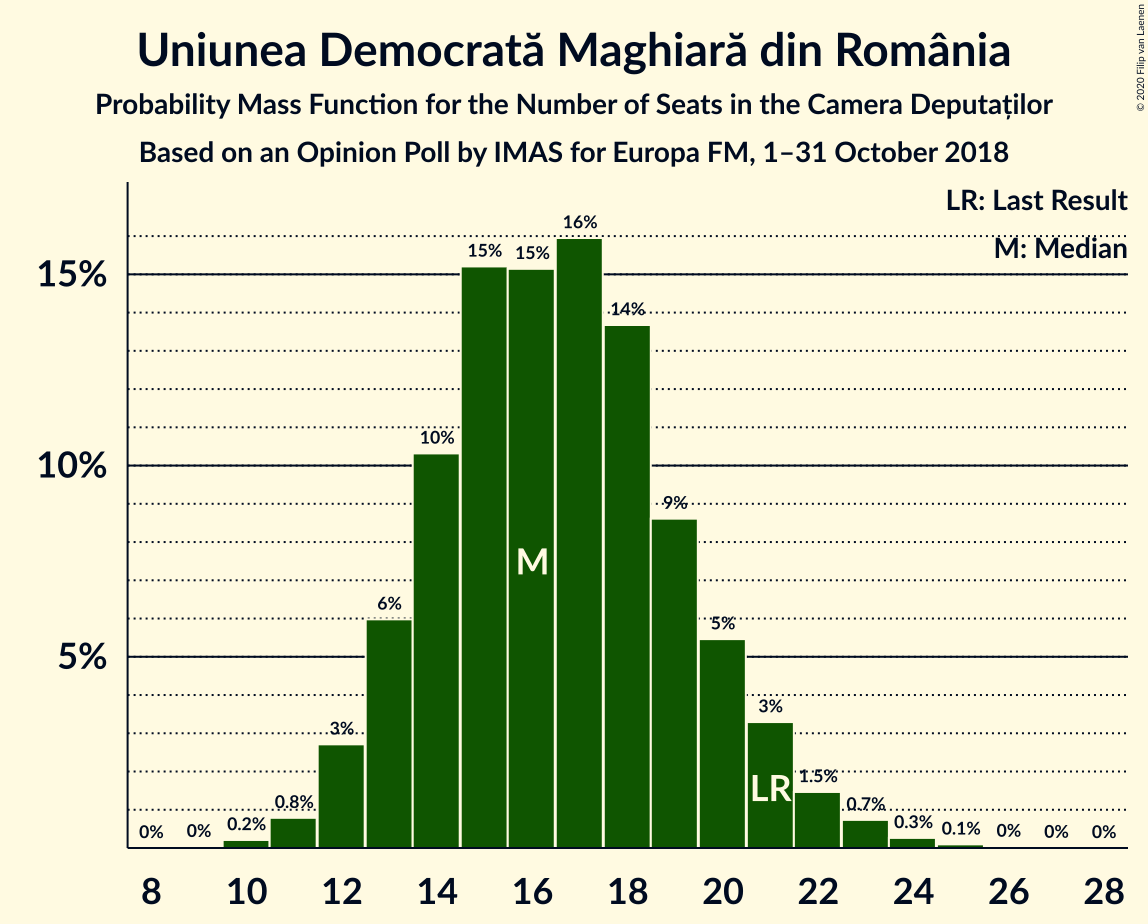 Uniunea Democrată Maghiară din România
Probability Mass Function for the Number of Seats in the Camera Deputaților
Based on an Opinion Poll by IMAS for Europa FM, 1–31 October 2018
© 2020 Filip van Laenen
LR: Last Result
M: Median
15%
10%
5%
0%
0%
0.2%
0.8%
3%
6%
10%
15%
15%
16%
14%
9%
5%
3%
1.5%
0.7%
0.3%
0.1%
0%
0%
0%
M
LR
8 10 12 14 16 18 20 22 24 26 28